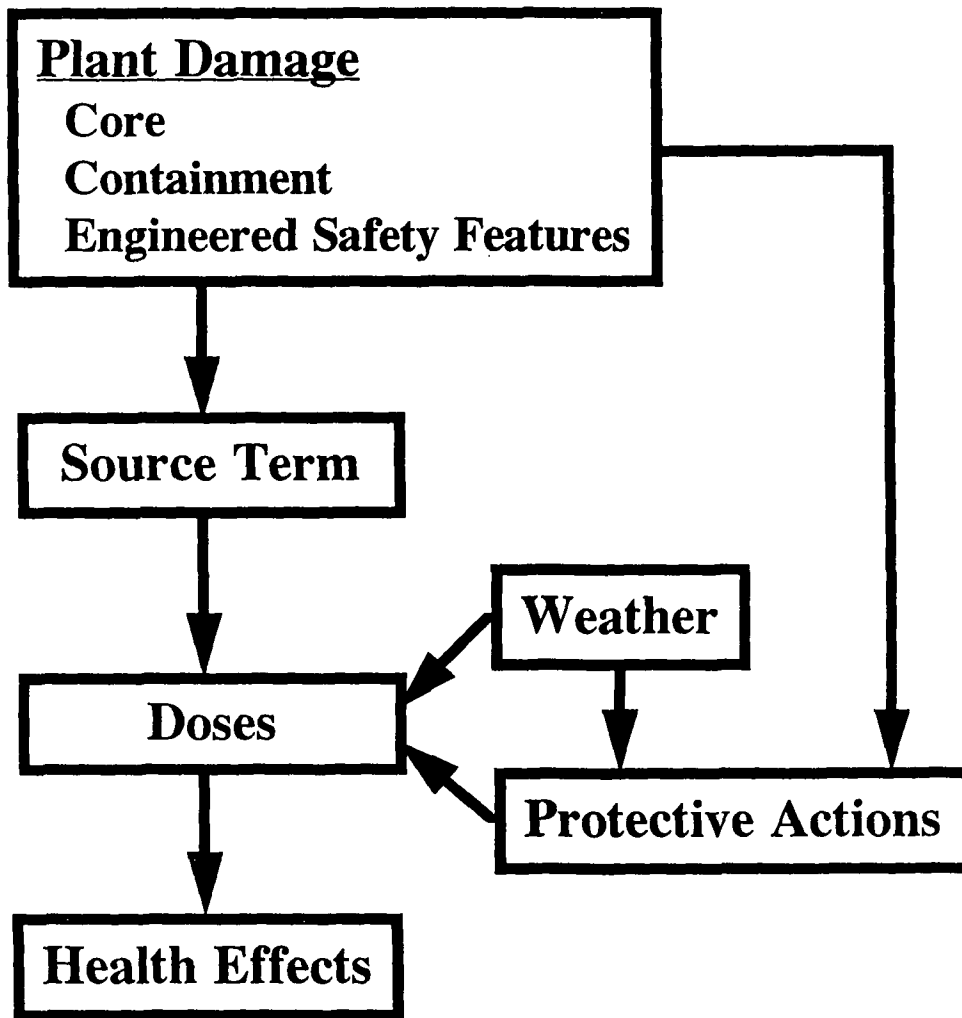 Plant Damage
Core
Containment
Engineered Safety Features
Source Term
Weather
Doses
Protective Actions
Health Effects